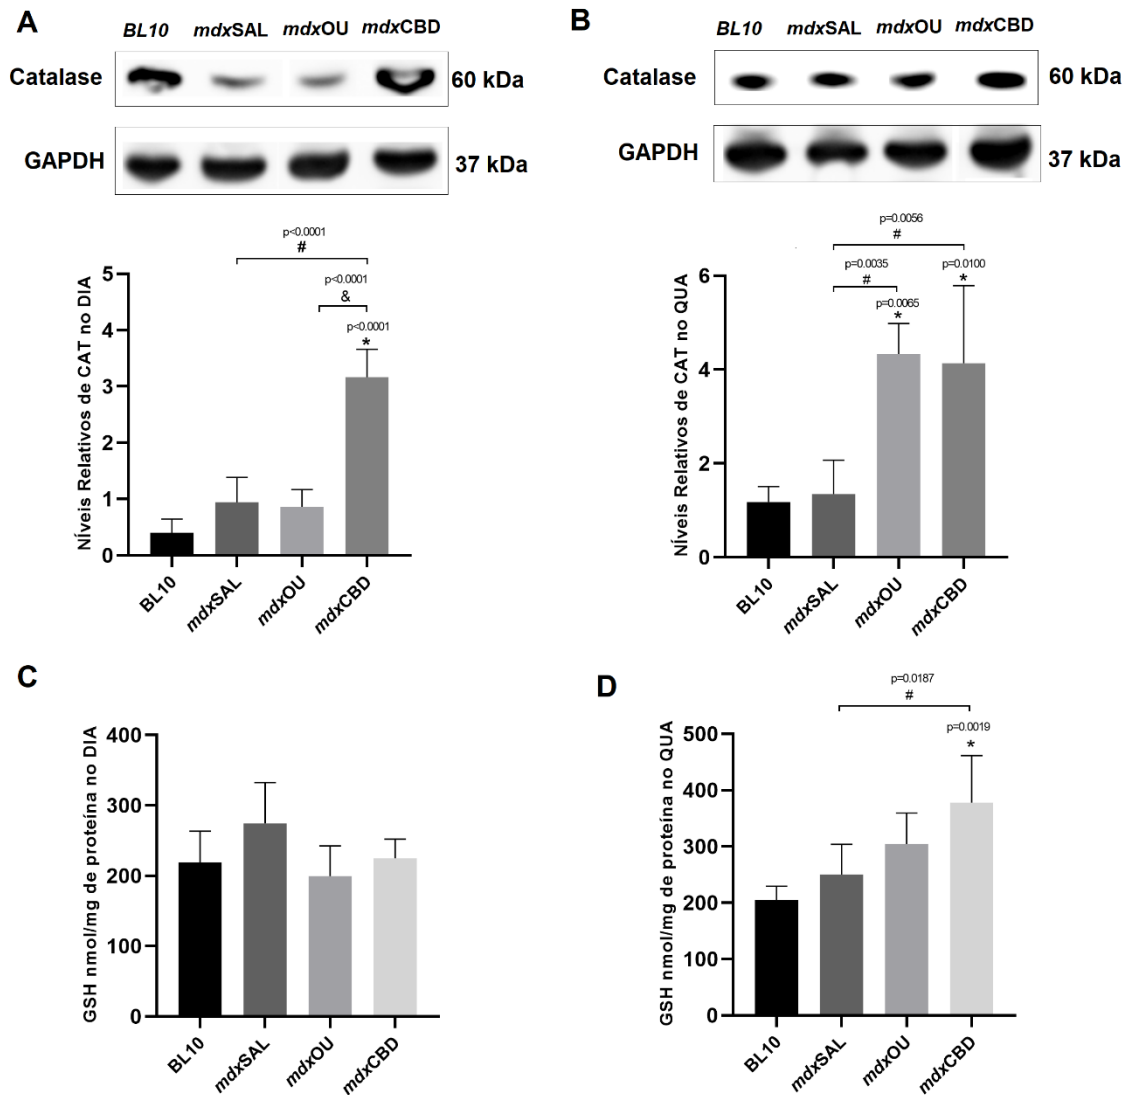 A
BL10 mdxSAL mdxOU mdxCBD
Catalase 60 kDa
GAPDH 37 kDa
p<0.0001
#
p<0.0001
&
p<0.0001
*
Níveis Relativos de CAT no DIA
5
4
3
2
1
0
BL10 mdxSAL mdxOU mdxCBD
B
BL10 mdxSAL mdxOU mdxCBD
Catalase 60 kDa
GAPDH 37 kDa
p=0.0056
#
p=0.0035 p=0.0100
# *
p=0.0065
*
Níveis Relativos de CAT no QUA
6
4
2
0
BL10 mdxSAL mdxOU mdxCBD
C
GSH nmol/mg de proteína no DIA
400
300
200
100
0
BL10 mdxSAL mdxOU mdxCBD
D
p=0.0187
#
p=0.0019
*
GSH nmol/mg de proteína no QUA
500
400
300
200
100
0
BL10 mdxSAL mdxOU mdxCBD